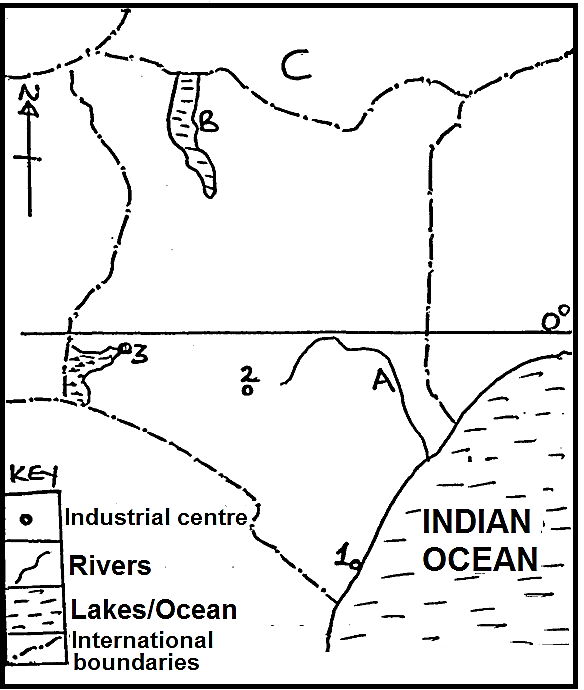 C
N
B
0°
3
2
A
KEY
Industrial centre
Rivers
Lakes/Ocean
International
boundaries
INDIAN
OCEAN
1